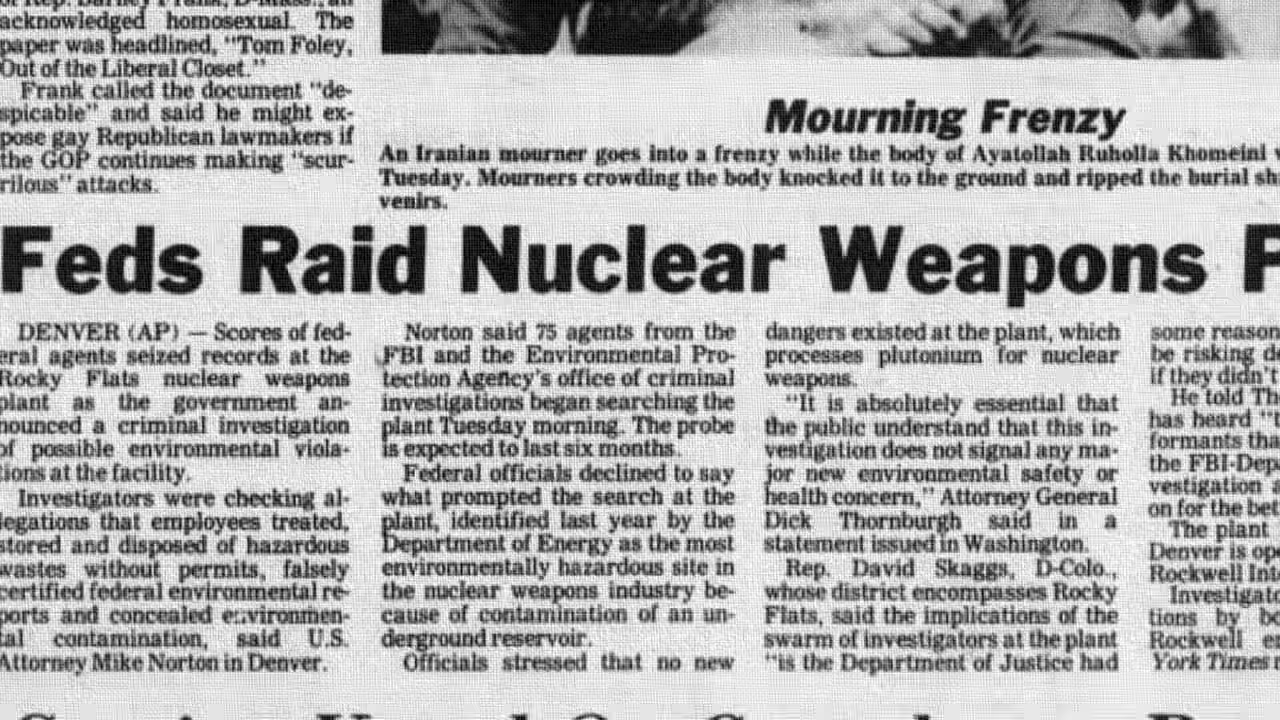 of Rep. Barney Frank, D-Mass., an
acknowledged homosexual. The
paper was headlined, "Tom Foley,
Out of the Liberal Closet."
Frank called the document "de-
spicable" and said he might ex-
pose gay Republican lawmakers if
the GOP continues making "scur-
rilous" attacks.
Mourning Frenzy
An Iranian mourner goes into a frenzy while the body of Ayatollah Ruholla Khomeini
Tuesday. Mourners crowding the body knocked it to the ground and ripped the burial sh
venirs.
Feds Raid Nuclear Weapons
DENVER (AP) — Scores of fed-
eral agents seized records at the
Rocky Flats nuclear weapons
plant as the government an-
nounced a criminal investigation
of possible environmental viola-
tions at the facility.
Investigators were checking al-
legations that employees treated,
stored and disposed of hazardous
wastes without permits, falsely
certified federal environmental re-
ports and concealed environmen-
tal contamination, said U.S.
Attorney Mike Norton in Denver.
Norton said 75 agents from the
FBI and the Environmental Pro-
tection Agency's office of criminal
investigations began searching the
plant Tuesday morning. The probe
is expected to last six months.
Federal officials declined to say
what prompted the search at the
plant, identified last year by the
Department of Energy as the most
environmentally hazardous site in
the nuclear weapons industry be-
cause of contamination of an un-
derground reservoir.
Officials stressed that no new
dangers existed at the plant, which
processes plutonium for nuclear
weapons.
"It is absolutely essential that
the public understand that this in-
vestigation does not signal any ma-
jor new environmental safety or
health concern," Attorney General
Dick Thornburgh said in a
statement issued in Washington.
Rep. David Skaggs, D-Colo.,
whose district encompasses Rocky
Flats, said the implications of the
swarm of investigators at the plant
"is the Department of Justice had
some reason
be risking d
if they didn't
He told Th
has heard
formants tha
the FBI-Dep
vestigation
on for the bet
The plant
Denver is op
Rockwell Int
Investigato
tions by be
Rockwell e
York Times